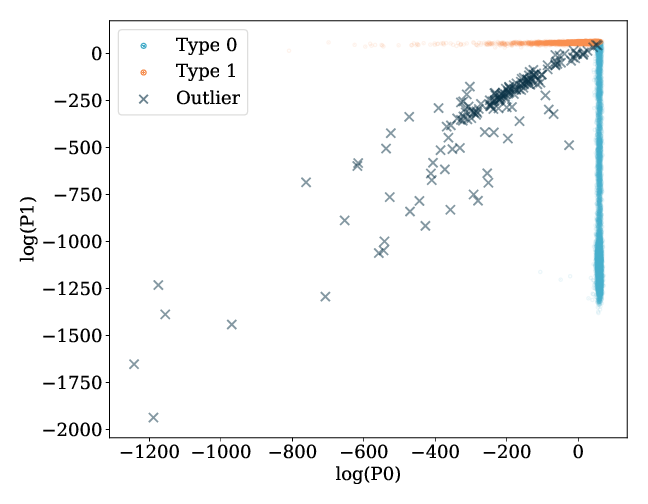 Type 0
Type 1
Outlier
0
−250
−500
−750
−1000
−1250
−1500
−1750
−2000
log(P1)
−1200 −1000 −800 −600 −400 −200 0
log(P0)